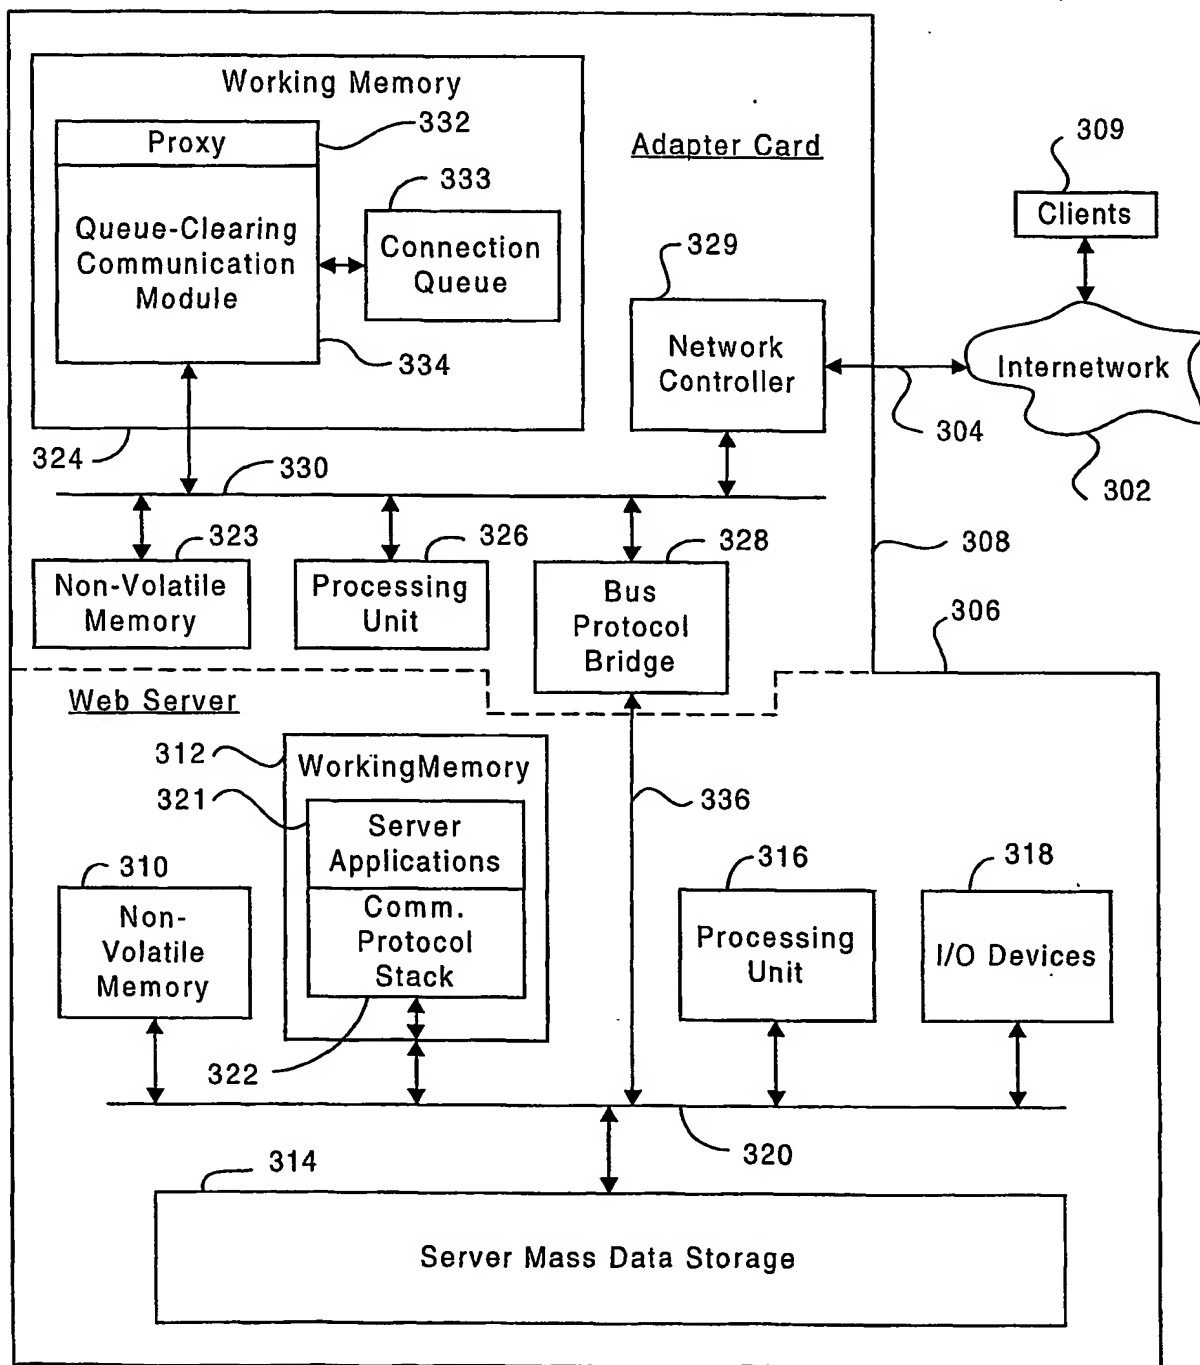 Working Memory
Proxy
332
Adapter Card
309
Clients
333
Queue-Clearing
Communication
Module
Connection
Queue
329
Network
Controller
Internetwork
334
304
302
324
330
323
326
328
308
Non-Volatile
Memory
Processing
Unit
Bus
Protocol
Bridge
306
Web Server
312
WorkingMemory
321
Server
Applications
336
310
316
318
Non-
Volatile
Memory
Comm.
Protocol
Stack
Processing
Unit
I/O Devices
322
320
314
Server Mass Data Storage